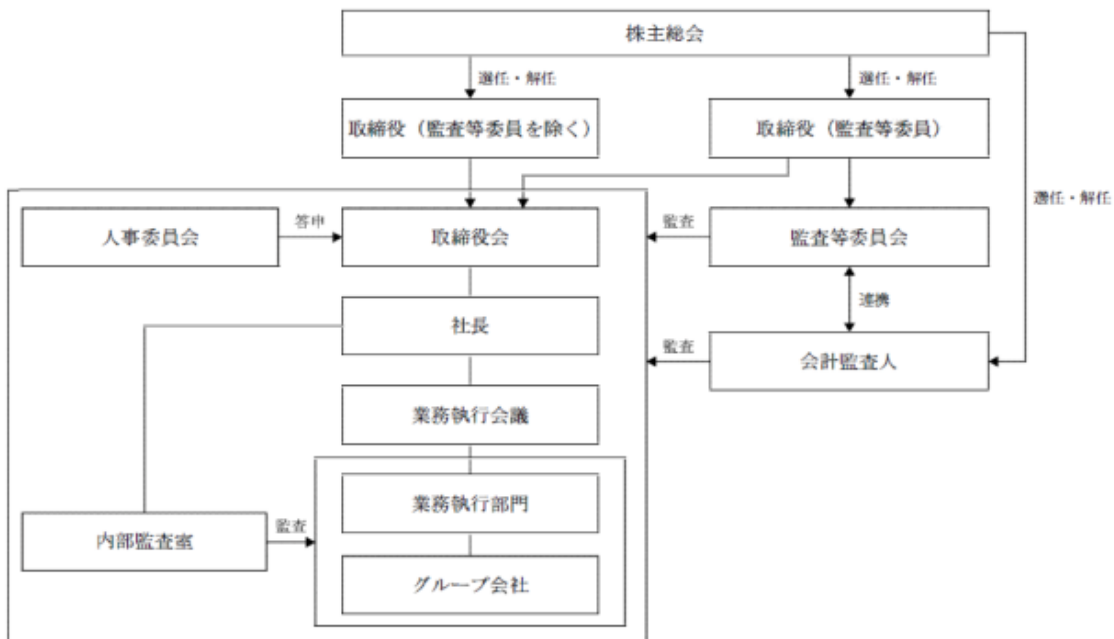 株主総会
選任・解任
選任・解任
取締役（監査等委員を除く）
取締役（監査等委員）
選任・解任
人事委員会
答申
取締役会
監査
監査等委員会
連携
社長
監査
会計監査人
業務執行会議
業務執行部門
内部監査室
監査
グループ会社